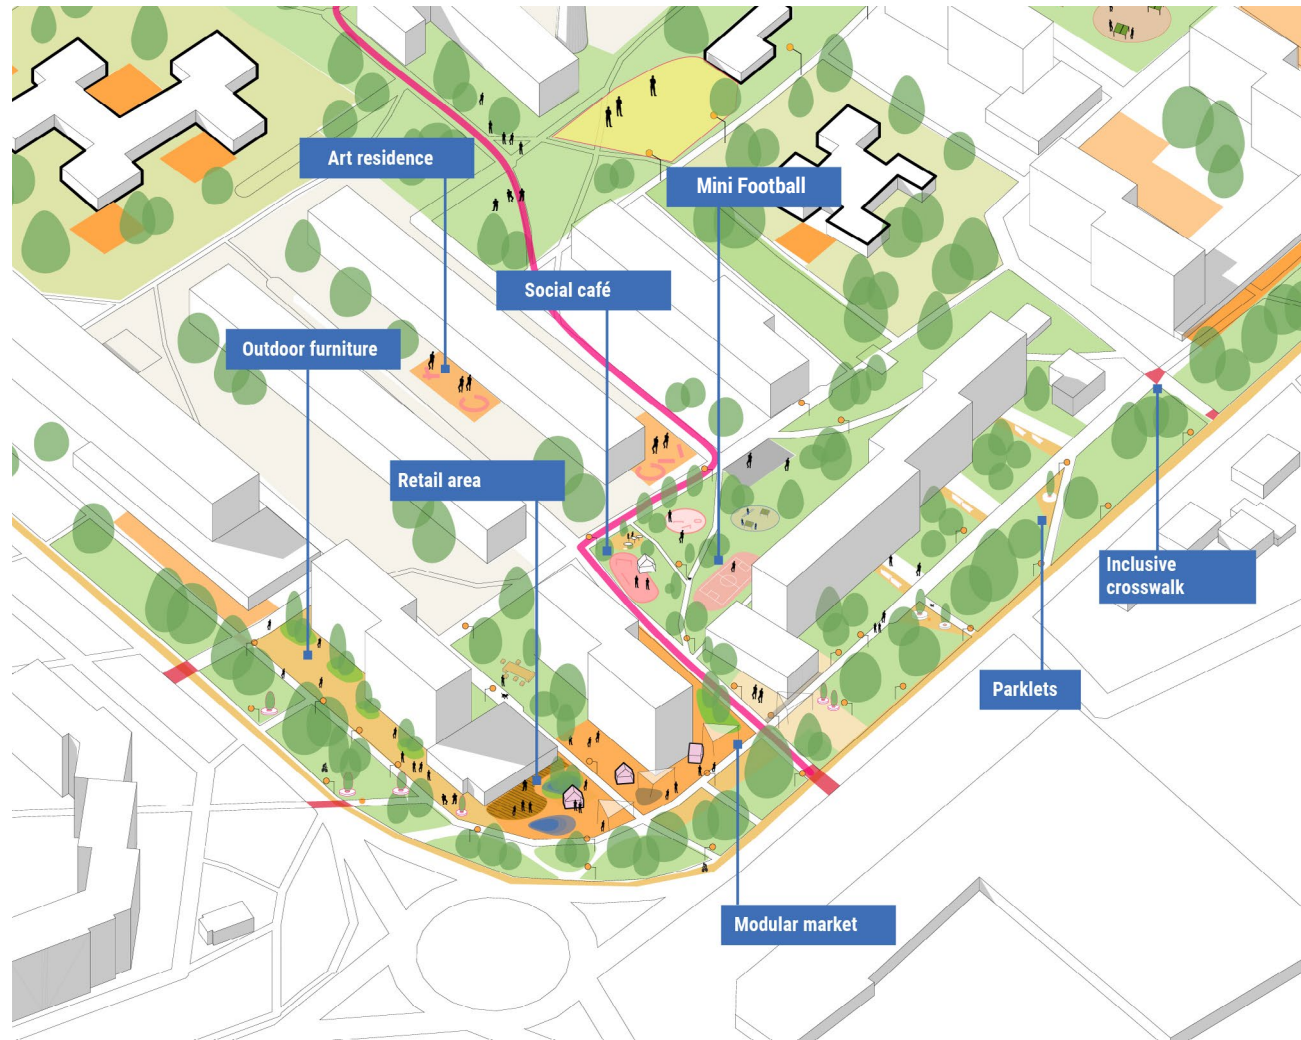 Art residence
Mini Football
Social café
Outdoor furniture
Retail area
Inclusive
crosswalk
Parklets
Modular market